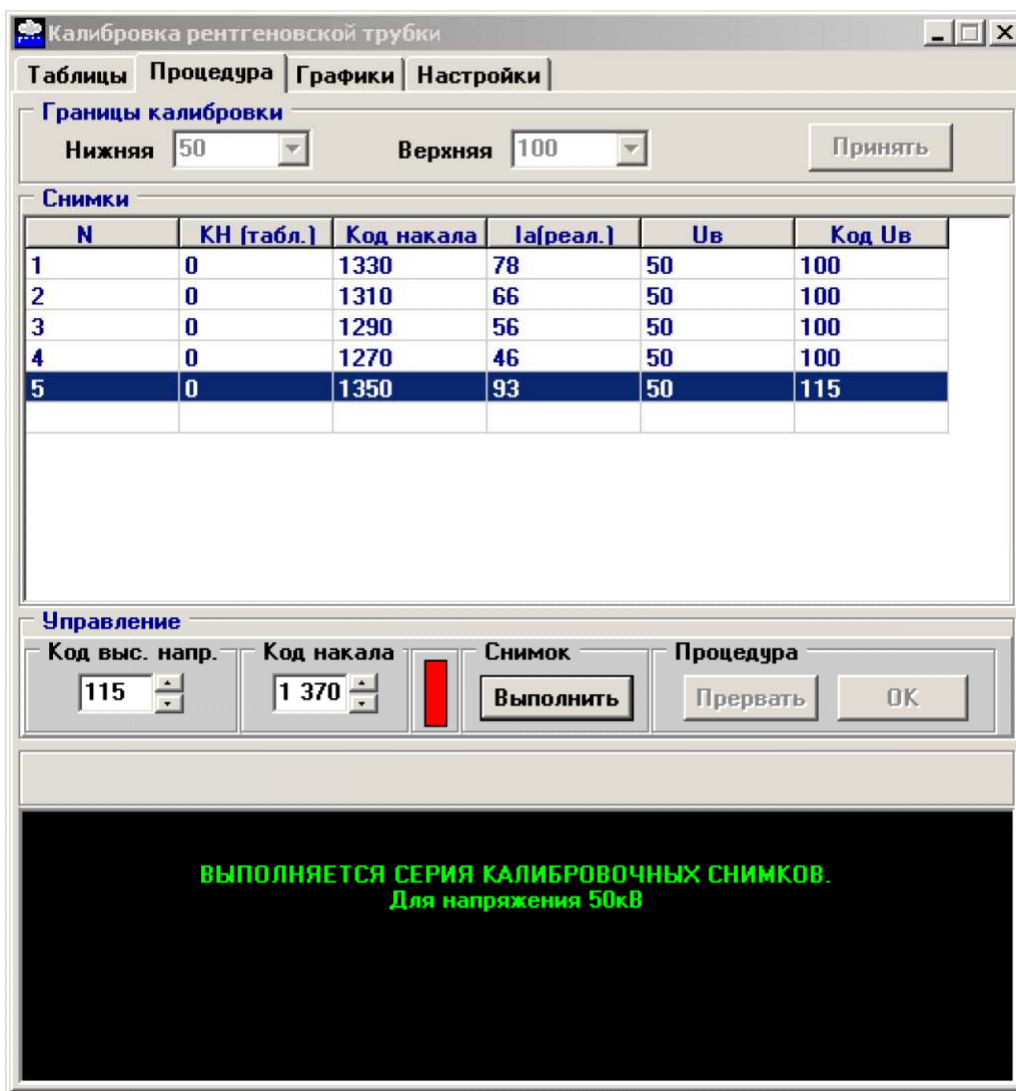 Калибровка рентгеновской трубки
Таблицы Процедура Графики Настройки
Границы калибровки
Нижняя 50 Верхняя 100 Принять
Снимки
N КН (табл.) Код накала Ia(реал.) Uв Код Uв
1 0 1330 78 50 100
2 0 1310 66 50 100
3 0 1290 56 50 100
4 0 1270 46 50 100
5 0 1350 93 50 115
Управление
Код выс. напр. Код накала Снимок Процедура
115 1 370 Выполнить Прервать OK
ВЫПОЛНЯЕТСЯ СЕРИЯ КАЛИБРОВОЧНЫХ СНИМКОВ.
Для напряжения 50кВ